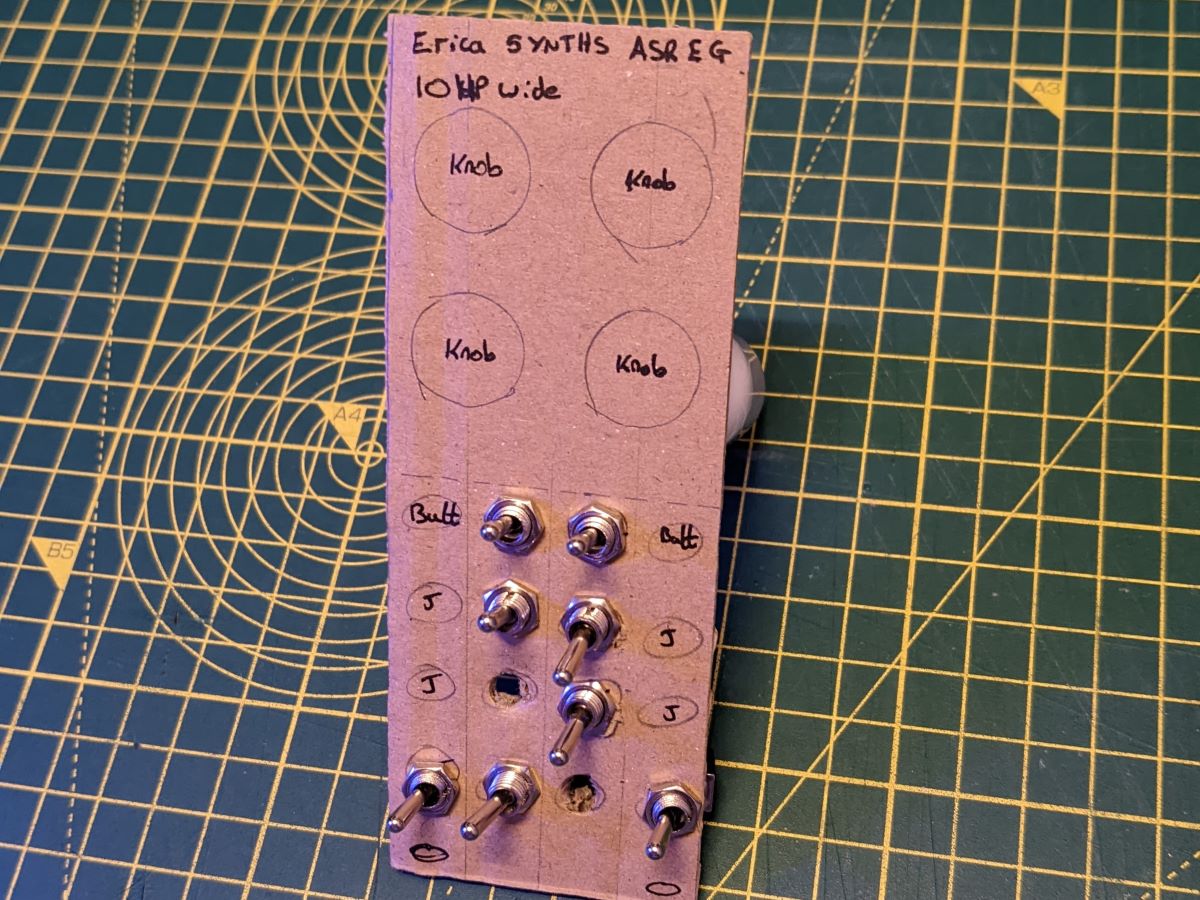 Erica SYNTHS ASR EG
10HP wide
Knob
Knob
Knob
Knob
Butt
Butt
J
J
J
J
A3
A4
B5